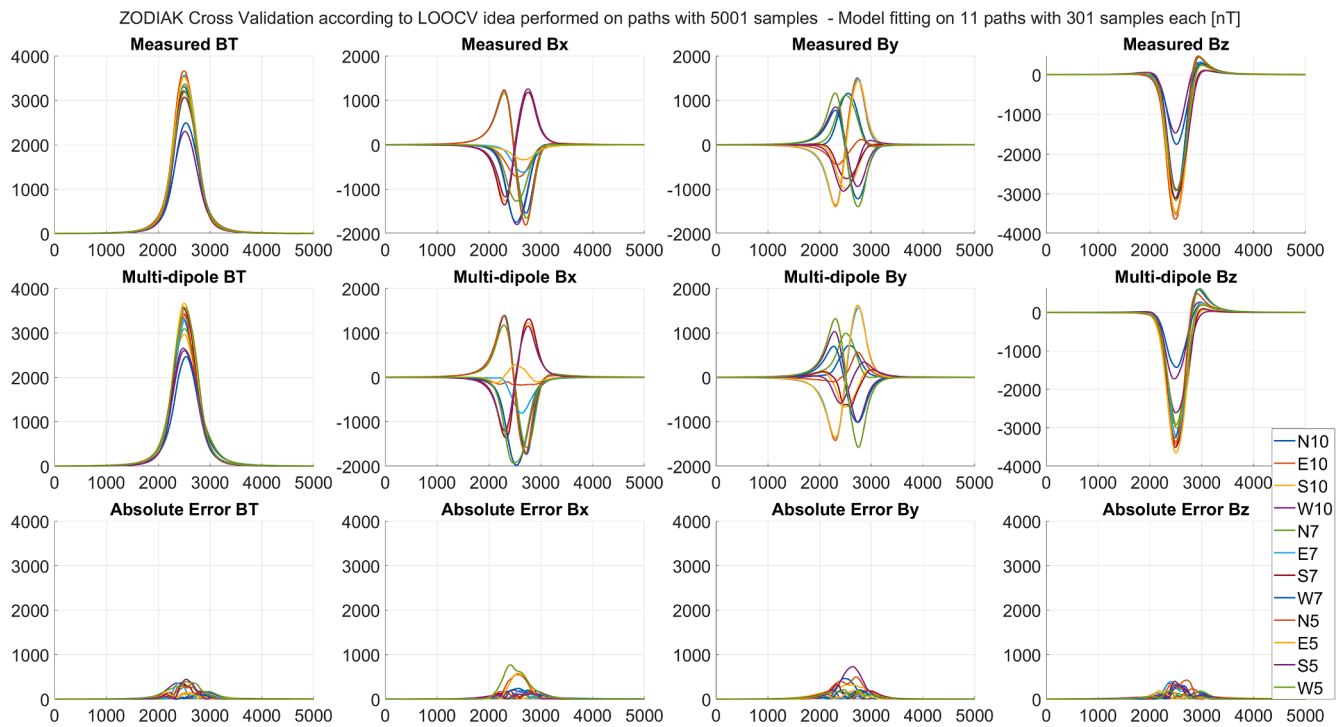 ZODIAK Cross Validation according to LOOCV idea performed on paths with 5001 samples - Model fitting on 11 paths with 301 samples each [nT]
Measured BT
Measured Bx
Measured By
Measured Bz
4000
3000
2000
1000
0
0 1000 2000 3000 4000 5000
2000
1000
0
-1000
-2000
0 1000 2000 3000 4000 5000
2000
1000
0
-1000
-2000
0 1000 2000 3000 4000 5000
0
-1000
-2000
-3000
-4000
0 1000 2000 3000 4000 5000
Multi-dipole BT
Multi-dipole Bx
Multi-dipole By
Multi-dipole Bz
4000
3000
2000
1000
0
0 1000 2000 3000 4000 5000
2000
1000
0
-1000
-2000
0 1000 2000 3000 4000 5000
2000
1000
0
-1000
-2000
0 1000 2000 3000 4000 5000
0
-1000
-2000
-3000
-4000
0 1000 2000 3000 4000 5000
Absolute Error BT
Absolute Error Bx
Absolute Error By
Absolute Error Bz
4000
3000
2000
1000
0
0 1000 2000 3000 4000 5000
4000
3000
2000
1000
0
0 1000 2000 3000 4000 5000
4000
3000
2000
1000
0
0 1000 2000 3000 4000 5000
4000
3000
2000
1000
0
0 1000 2000 3000 4000 5000
N10
E10
S10
W10
N7
E7
S7
W7
N5
E5
S5
W5